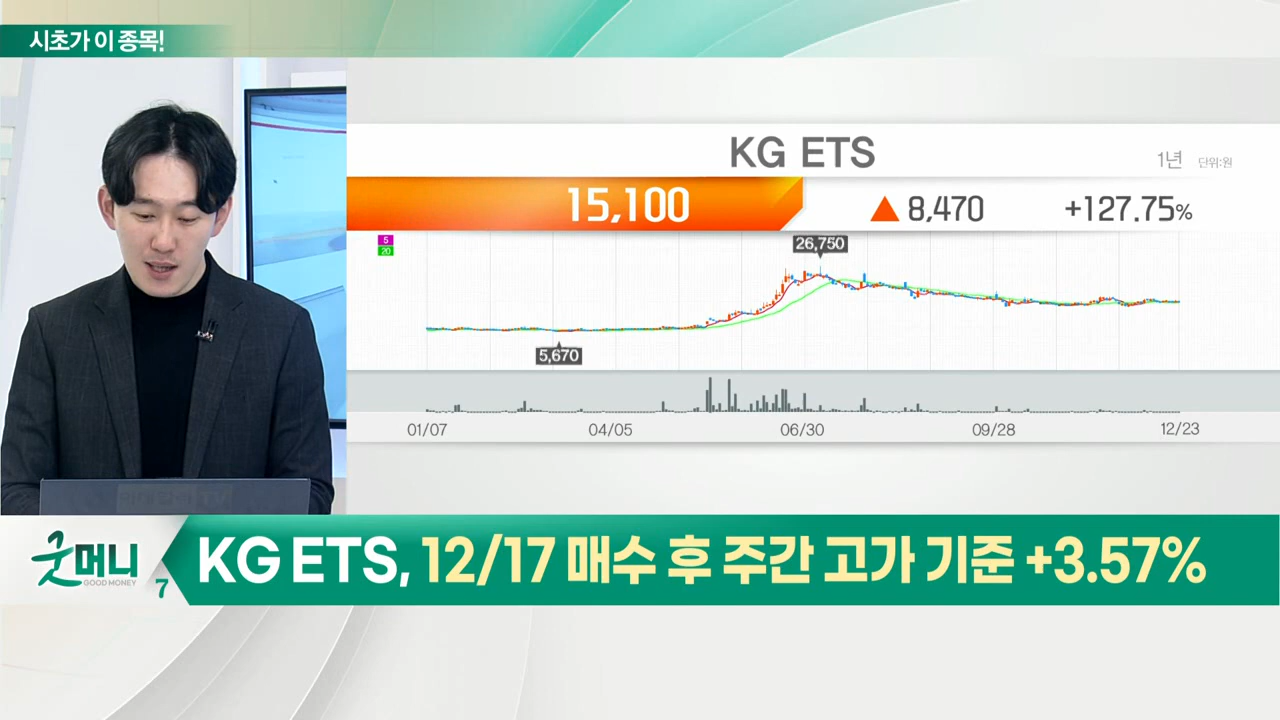 시초가 이 종목!
KG ETS
1년 단위:원
15,100 ▲ 8,470 +127.75%
5
20
26,750
5,670
01/07 04/05 06/30 09/28 12/23
굿머니
GOOD MONEY
7
KG ETS, 12/17 매수 후 주간 고가 기준 +3.57%